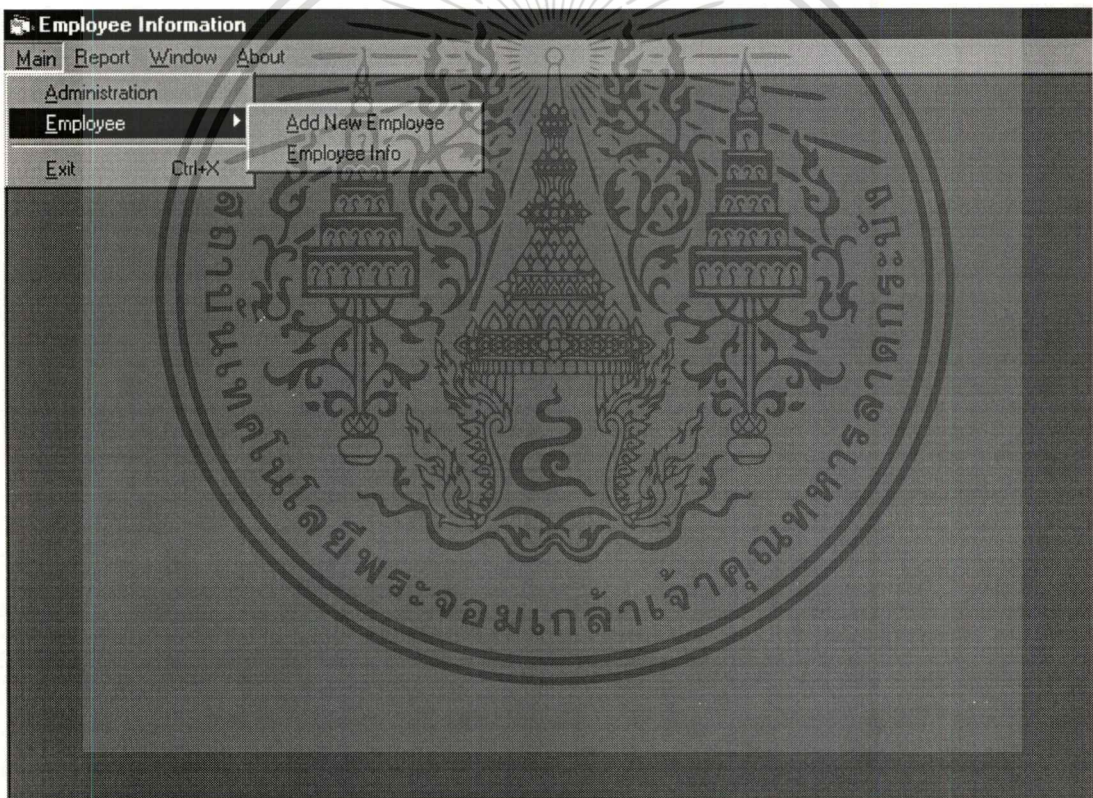 Employee Information
Main Report Window About
Administration
Employee
Add New Employee
Employee Info
Exit Ctrl+X
สถาบันเทคโนโลยีพระจอมเกล้าเจ้าคุณทหารลาดกระบัง